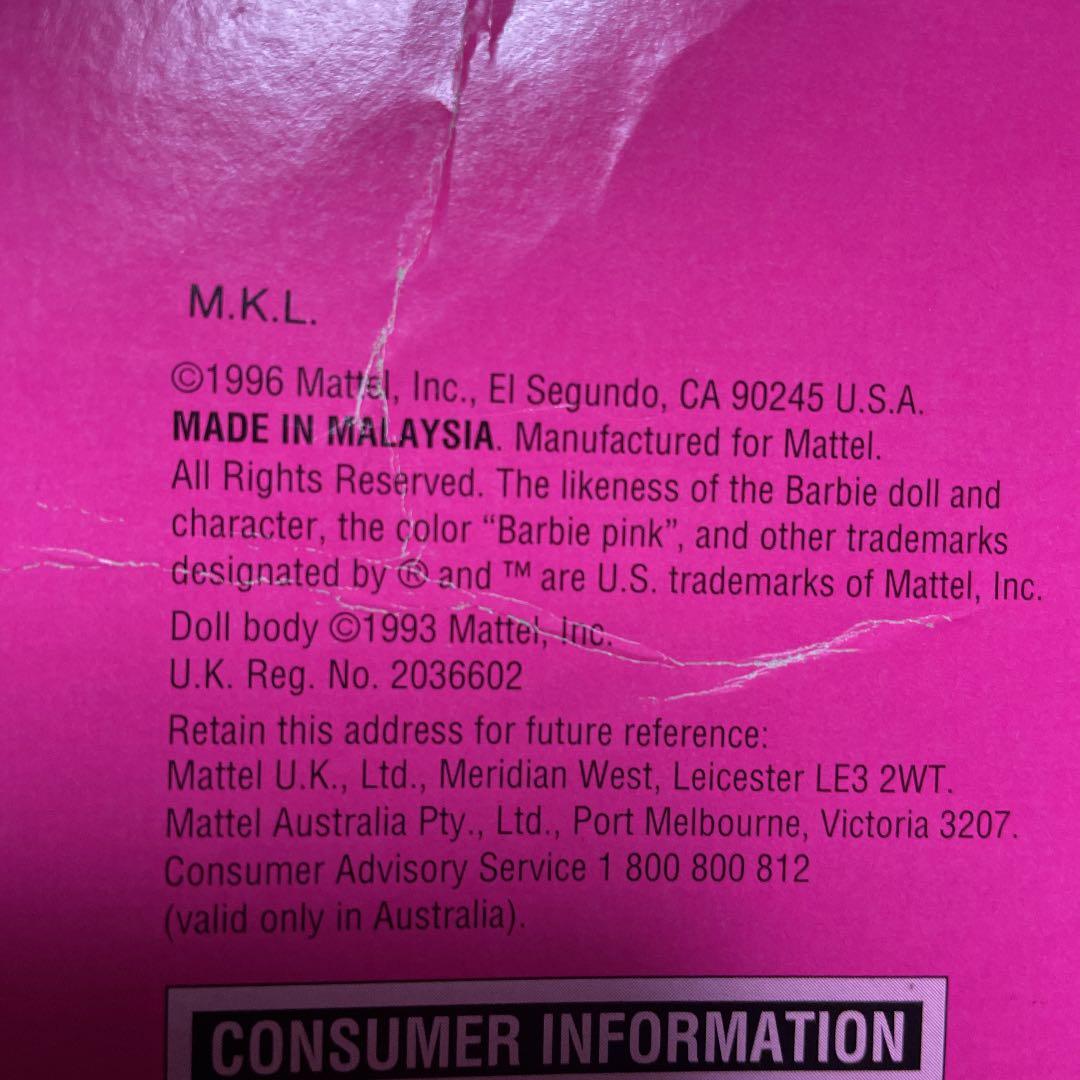 M.K.L.
©1996 Mattel, Inc., El Segundo, CA 90245 U.S.A.
MADE IN MALAYSIA. Manufactured for Mattel.
All Rights Reserved. The likeness of the Barbie doll and
character, the color “Barbie pink”, and other trademarks
designated by ® and ™ are U.S. trademarks of Mattel, Inc.
Doll body ©1993 Mattel, Inc.
U.K. Reg. No. 2036602
Retain this address for future reference:
Mattel U.K., Ltd., Meridian West, Leicester LE3 2WT.
Mattel Australia Pty., Ltd., Port Melbourne, Victoria 3207.
Consumer Advisory Service 1 800 800 812
(valid only in Australia).
CONSUMER INFORMATION